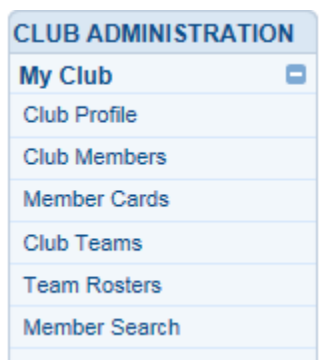 CLUB ADMINISTRATION
My Club
Club Profile
Club Members
Member Cards
Club Teams
Team Rosters
Member Search